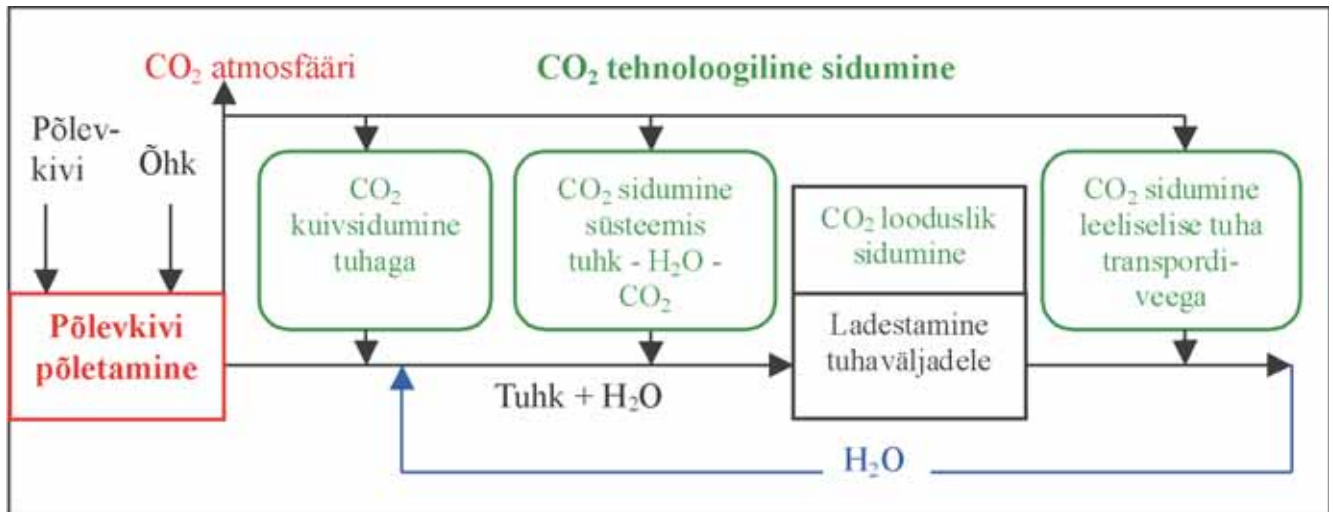 CO₂ atmosfääri
CO₂ tehnoloogiline sidumine
Põlev-
kivi
Õhk
CO₂
kuivsidumine
tuhaga
CO₂ sidumine
süsteemis
tuhk - H₂O -
CO₂
CO₂ looduslik
sidumine
CO₂ sidumine
leeliselise tuha
transpordi-
veega
Põlevkivi
põletamine
Ladestamine
tuhaväljadele
Tuhk + H₂O
H₂O